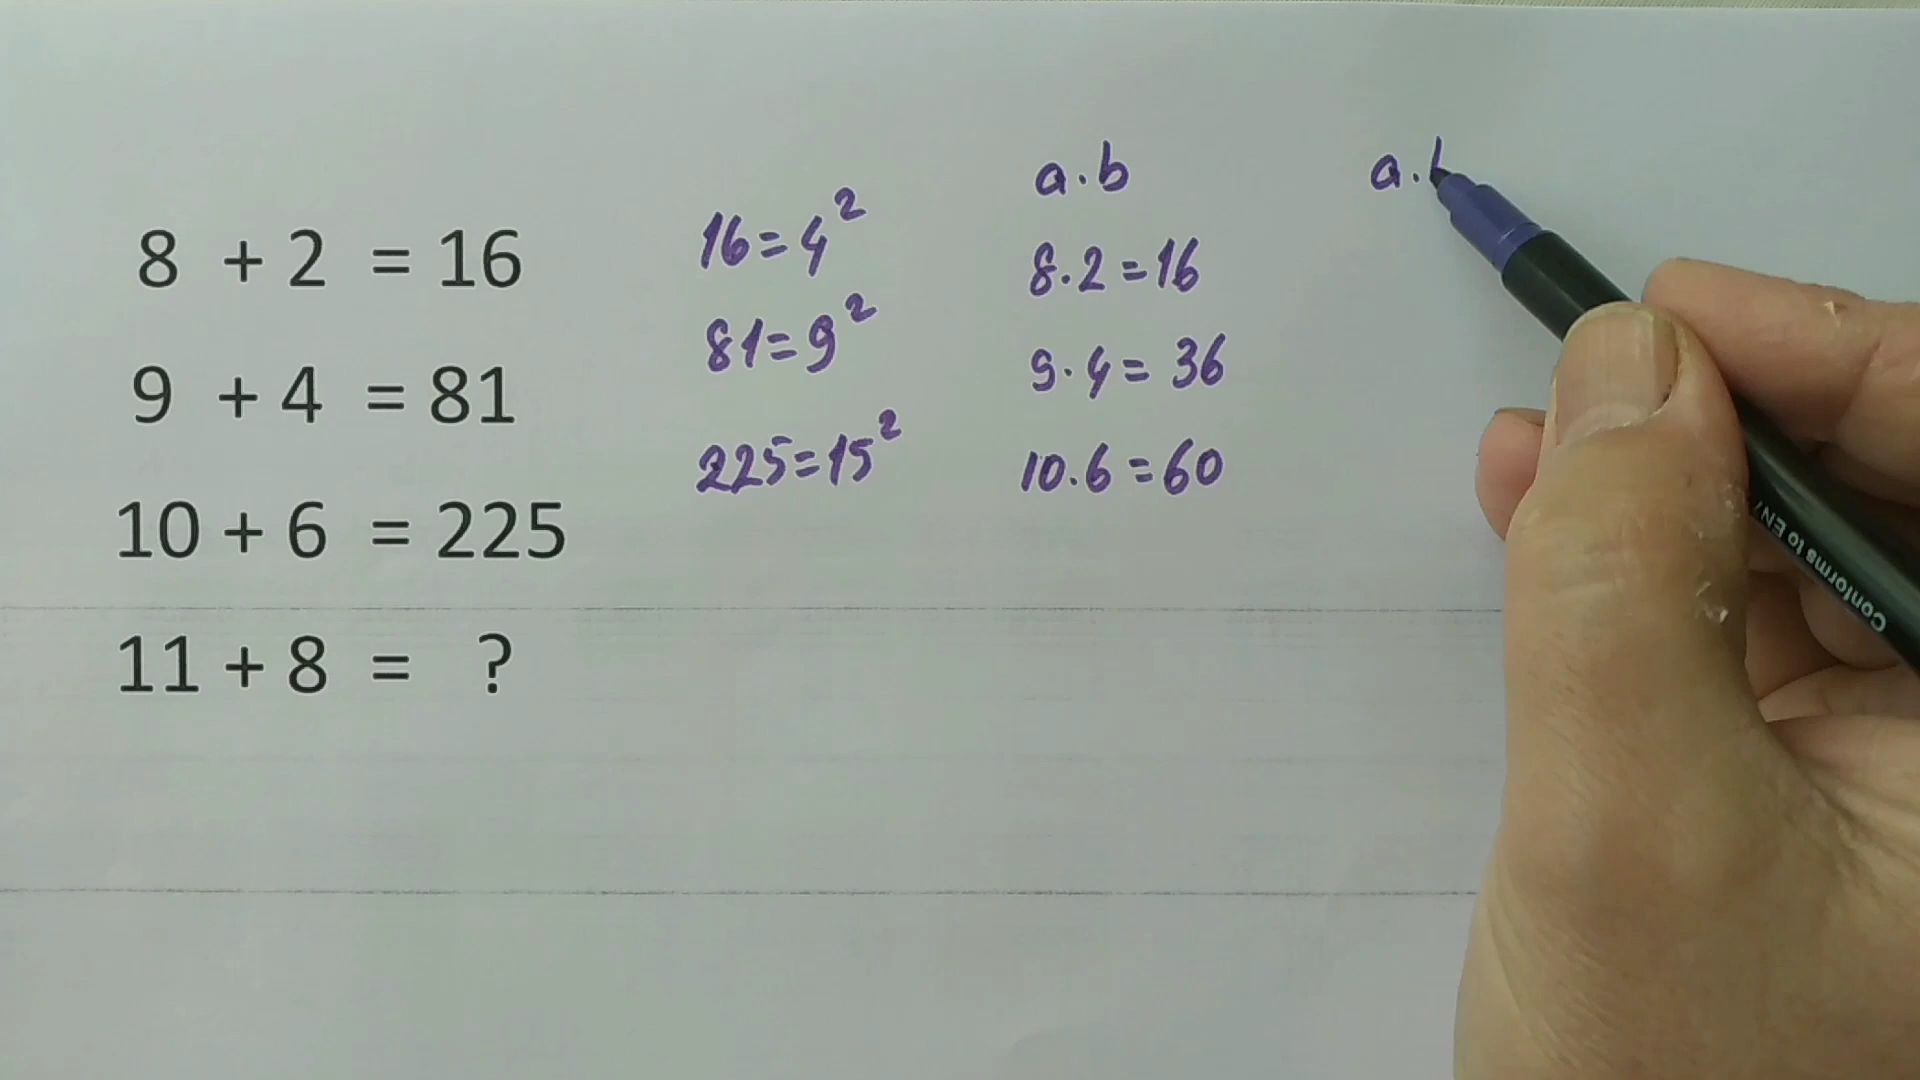 8 + 2 = 16
9 + 4 = 81
10 + 6 = 225
11 + 8 = ?
16=4²
81=9²
225=15²
a.b
8.2=16
9.4=36
10.6=60
a.
Conforms to EN7